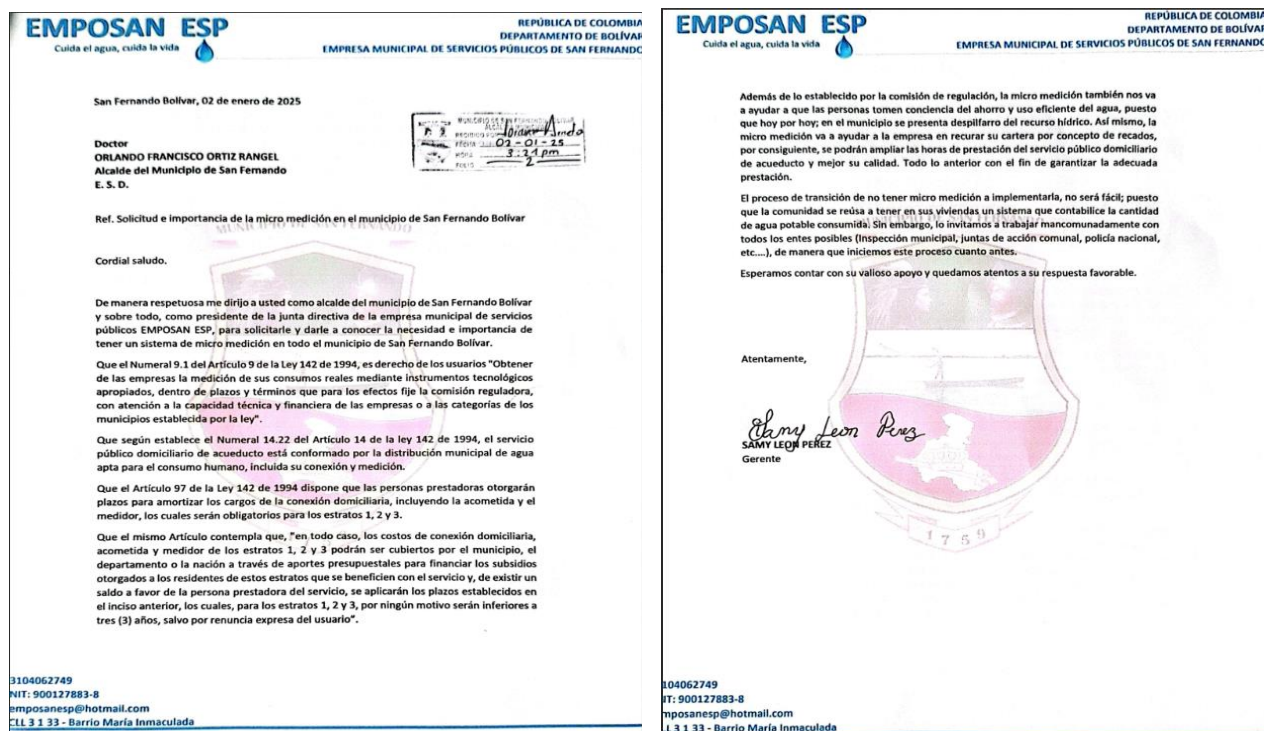 EMPOSAN ESP
Cuida el agua, cuida la vida
REPÚBLICA DE COLOMBIA
DEPARTAMENTO DE BOLÍVAR
EMPRESA MUNICIPAL DE SERVICIOS PÚBLICOS DE SAN FERNANDO
San Fernando Bolívar, 02 de enero de 2025
MUNICIPIO DE SAN FERNANDO
RECIBIDO POR
FECHA 02-01-25
HORA 3:21 pm
FOLIO 2
Doctor
ORLANDO FRANCISCO ORTIZ RANGEL
Alcalde del Municipio de San Fernando
E. S. D.
Ref. Solicitud e importancia de la micro medición en el municipio de San Fernando Bolívar
MUNICIPIO DE SAN FERNANDO
Cordial saludo.
De manera respetuosa me dirijo a usted como alcalde del municipio de San Fernando Bolívar
y sobre todo, como presidente de la junta directiva de la empresa municipal de servicios
públicos EMPOSAN ESP, para solicitarle y darle a conocer la necesidad e importancia de
tener un sistema de micro medición en todo el municipio de San Fernando Bolívar.
Que el Numeral 9.1 del Artículo 9 de la Ley 142 de 1994, es derecho de los usuarios "Obtener
de las empresas la medición de sus consumos reales mediante instrumentos tecnológicos
apropiados, dentro de plazos y términos que para los efectos fije la comisión reguladora,
con atención a la capacidad técnica y financiera de las empresas o a las categorías de los
municipios establecida por la ley".
Que según establece el Numeral 14.22 del Artículo 14 de la ley 142 de 1994, el servicio
público domiciliario de acueducto está conformado por la distribución municipal de agua
apta para el consumo humano, incluida su conexión y medición.
Que el Artículo 97 de la Ley 142 de 1994 dispone que las personas prestadoras otorgarán
plazos para amortizar los cargos de la conexión domiciliaria, incluyendo la acometida y el
medidor, los cuales serán obligatorios para los estratos 1, 2 y 3.
Que el mismo Artículo contempla que, "en todo caso, los costos de conexión domiciliaria,
acometida y medidor de los estratos 1, 2 y 3 podrán ser cubiertos por el municipio, el
departamento o la nación a través de aportes presupuestales para financiar los subsidios
otorgados a los residentes de estos estratos que se beneficien con el servicio y, de existir un
saldo a favor de la persona prestadora del servicio, se aplicarán los plazos establecidos en
el inciso anterior, los cuales, para los estratos 1, 2 y 3, por ningún motivo serán inferiores a
tres (3) años, salvo por renuncia expresa del usuario".
3104062749
NIT: 900127883-8
emposanesp@hotmail.com
CLL 3 1 33 - Barrio María Inmaculada
EMPOSAN ESP
Cuida el agua, cuida la vida
REPÚBLICA DE COLOMBIA
DEPARTAMENTO DE BOLÍVAR
EMPRESA MUNICIPAL DE SERVICIOS PÚBLICOS DE SAN FERNANDO
Además de lo establecido por la comisión de regulación, la micro medición también nos va
a ayudar a que las personas tomen conciencia del ahorro y uso eficiente del agua, puesto
que hoy por hoy; en el municipio se presenta despilfarro del recurso hídrico. Así mismo, la
micro medición va a ayudar a la empresa en recurar su cartera por concepto de recados,
por consiguiente, se podrán ampliar las horas de prestación del servicio público domiciliario
de acueducto y mejor su calidad. Todo lo anterior con el fin de garantizar la adecuada
prestación.
El proceso de transición de no tener micro medición a implementarla, no será fácil; puesto
que la comunidad se reúsa a tener en sus viviendas un sistema que contabilice la cantidad
de agua potable consumida. Sin embargo, lo invitamos a trabajar mancomunadamente con
todos los entes posibles (Inspección municipal, juntas de acción comunal, policía nacional,
etc....), de manera que iniciemos este proceso cuanto antes.
Esperamos contar con su valioso apoyo y quedamos atentos a su respuesta favorable.
Atentamente,
Samy Leon Perez
SAMY LEON PEREZ
Gerente
1759
104062749
IT: 900127883-8
mposanesp@hotmail.com
LL 3 1 33 - Barrio María Inmaculada